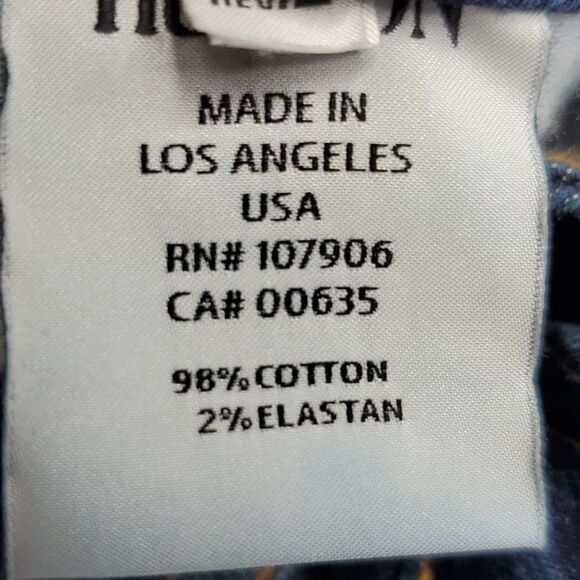 MADE IN
LOS ANGELES
USA
RN# 107906
CA# 00635
98% COTTON
2% ELASTAN